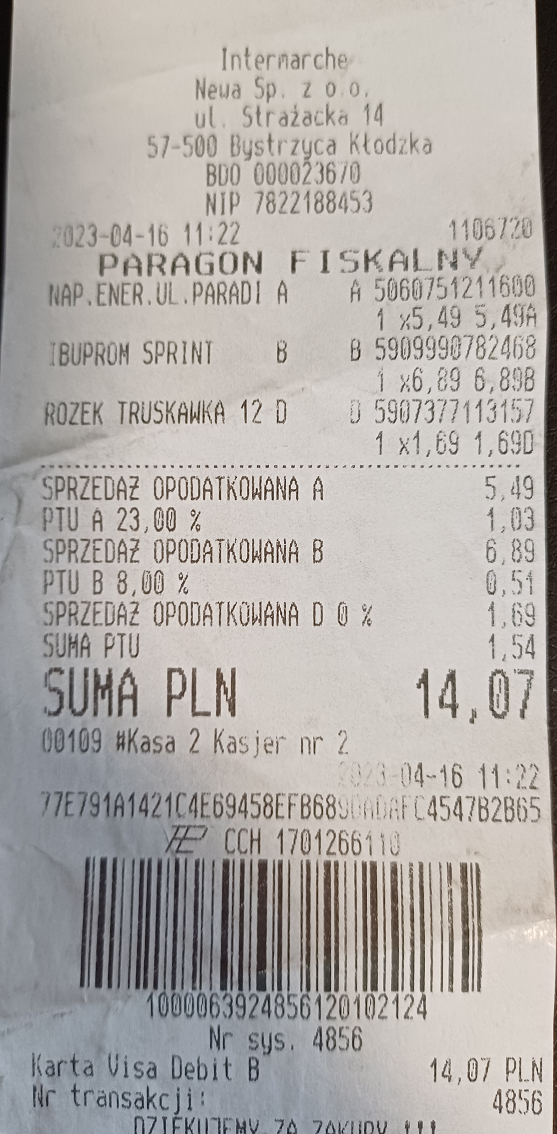 Intermarche
Newa Sp. z o.o.
ul. Strażacka 14
57-500 Bystrzyca Kłodzka
BDO 000023670
NIP 7822188453
2023-04-16 11:22 1106720
PARAGON FISKALNY
NAP.ENER.UL.PARADI A A 5060751211600
1 x5,49 5,49A
IBUPROM SPRINT B B 5909990782468
1 x6,89 6,89B
ROZEK TRUSKAWKA 12 D D 5907377113157
1 x1,69 1,69D
SPRZEDAŻ OPODATKOWANA A 5,49
PTU A 23,00 % 1,03
SPRZEDAŻ OPODATKOWANA B 6,89
PTU B 8,00 % 0,51
SPRZEDAŻ OPODATKOWANA D 0 % 1,69
SUMA PTU 1,54
SUMA PLN 14,07
00109 #Kasa 2 Kasjer nr 2
2023-04-16 11:22
CCH 1701266110
1000063924856120102124
Nr sys. 4856
Karta Visa Debit B 14,07 PLN
Nr transakcji: 4856
DZIĘKUJEMY ZA ZAKUPY !!!